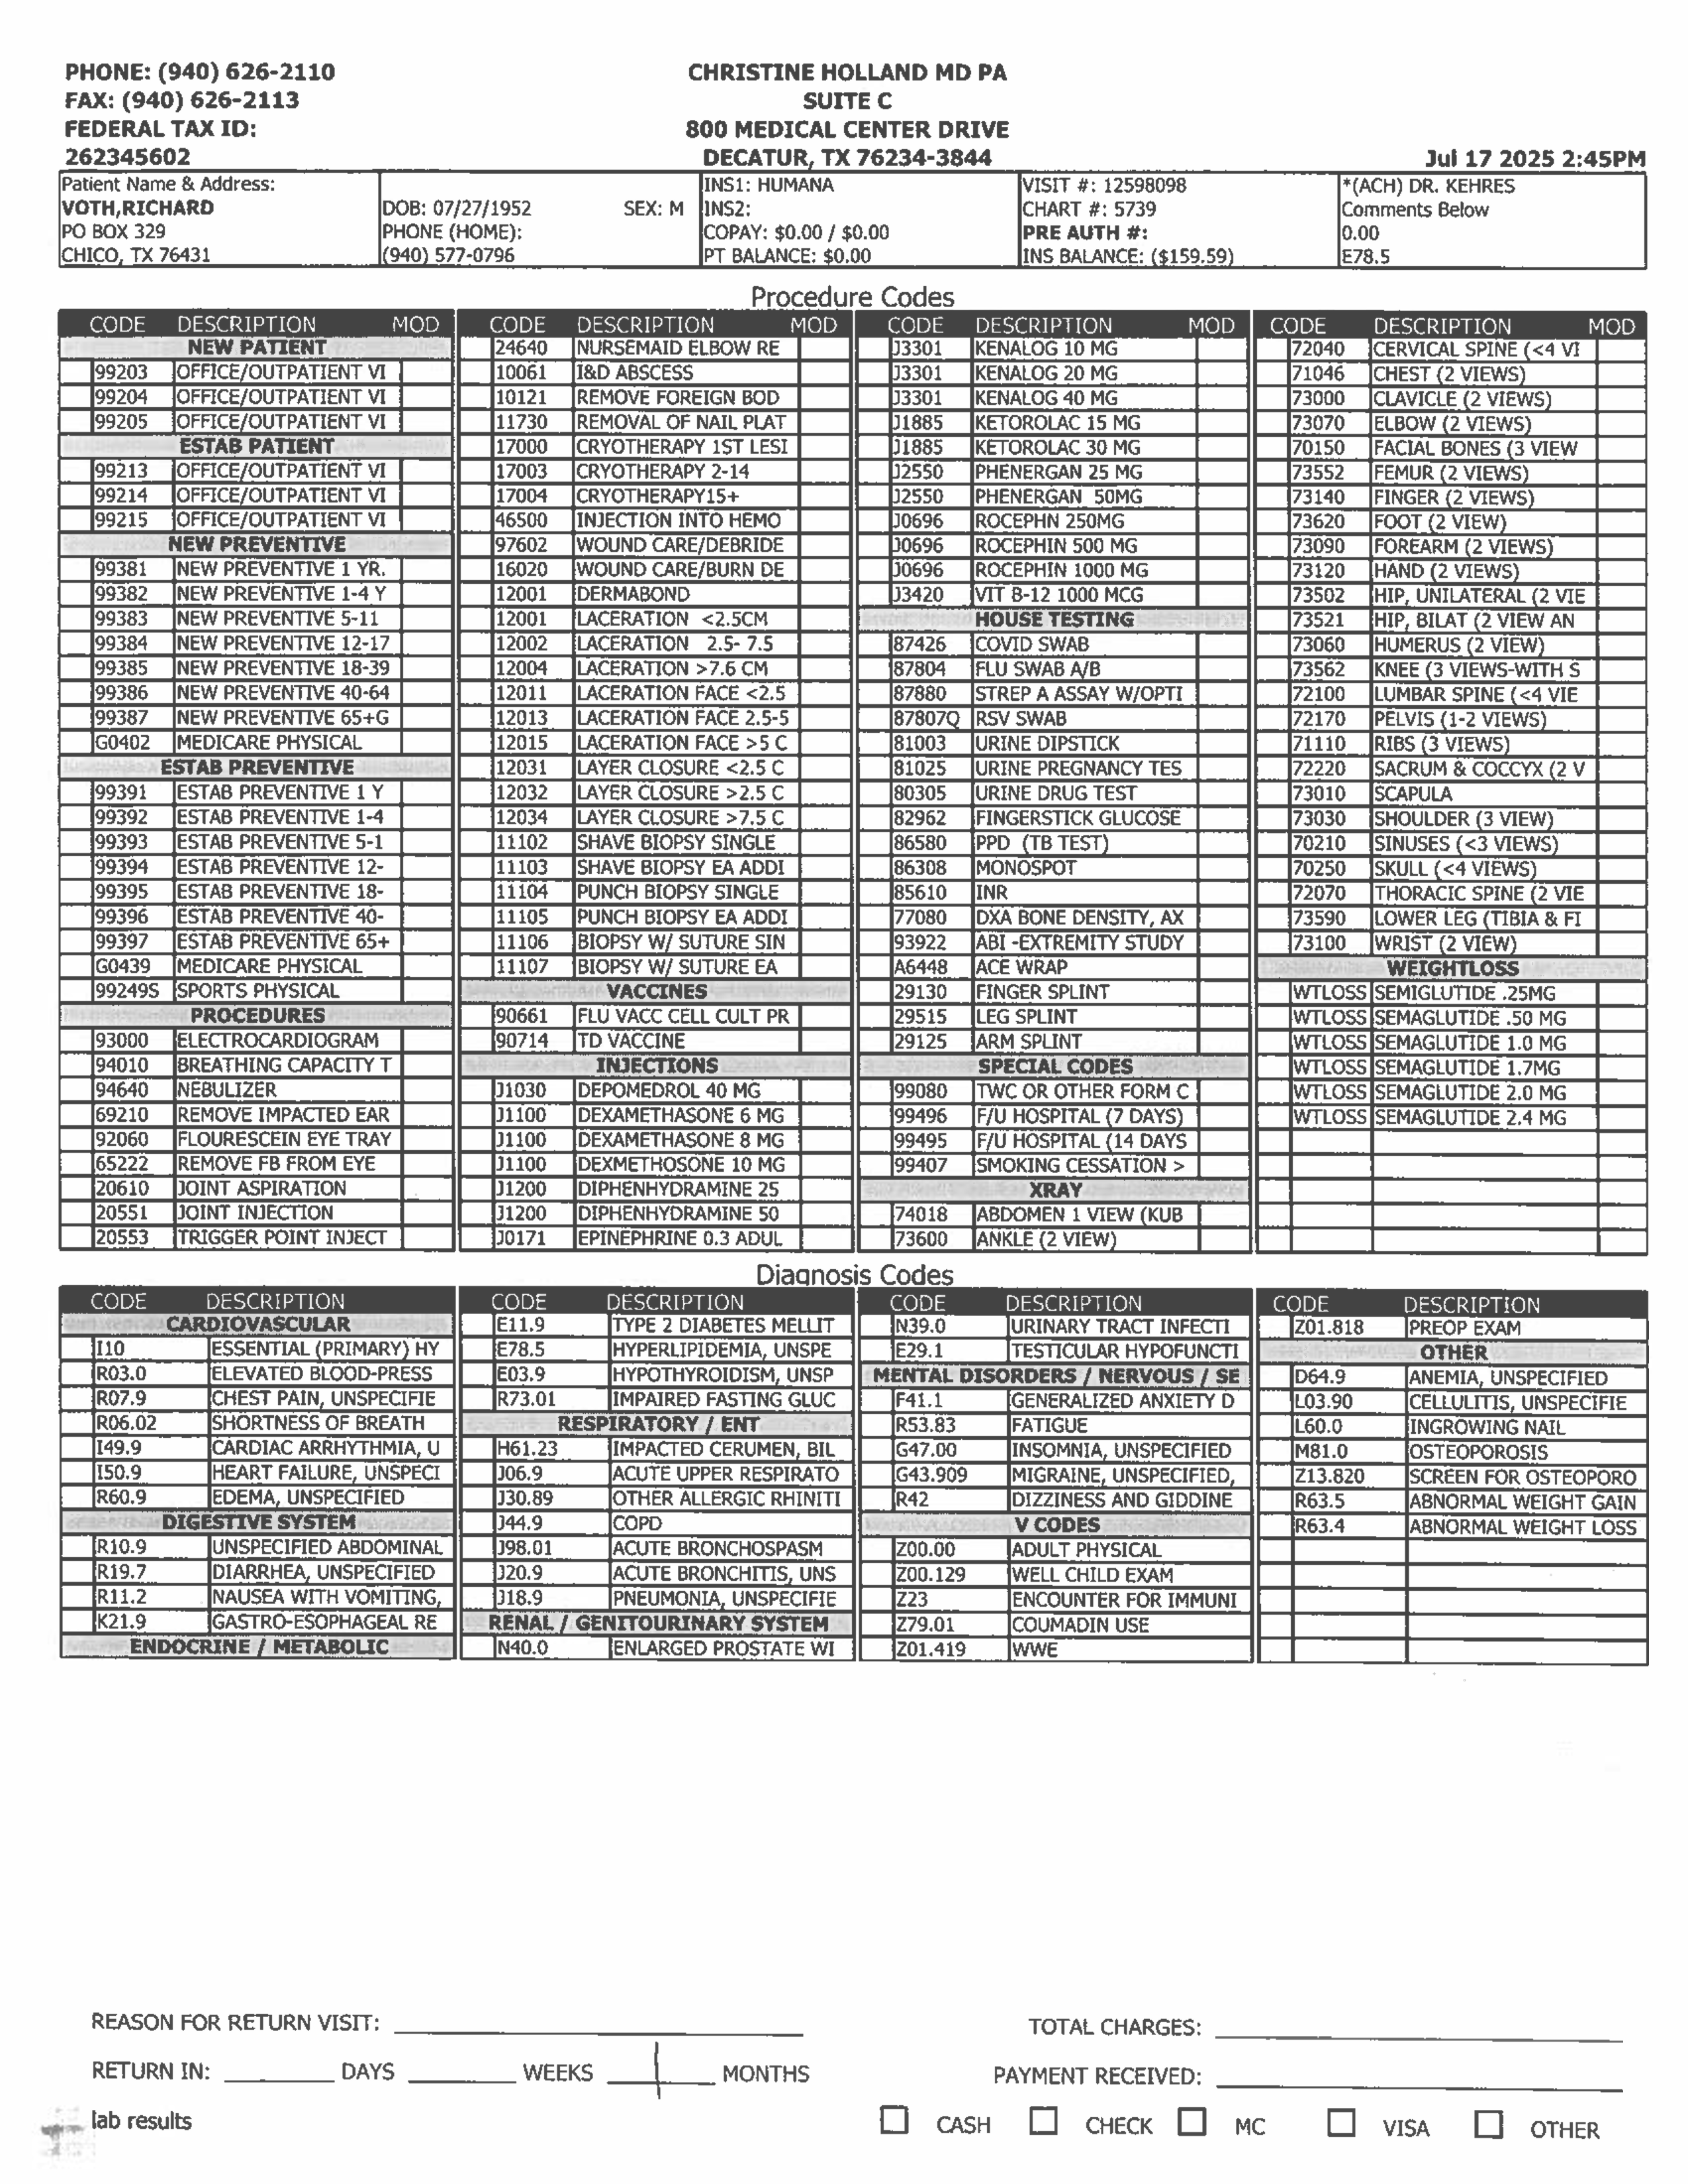 PHONE: (940) 626-2110
FAX: (940) 626-2113
FEDERAL TAX ID:
262345602
CHRISTINE HOLLAND MD PA
SUITE C
800 MEDICAL CENTER DRIVE
DECATUR, TX 76234-3844
Jul 17 2025 2:45PM
Patient Name & Address:
VOTH,RICHARD
PO BOX 329
CHICO, TX 76431
DOB: 07/27/1952 SEX: M
PHONE (HOME):
(940) 577-0796
INS1: HUMANA
INS2:
COPAY: $0.00 / $0.00
PT BALANCE: $0.00
VISIT #: 12598098
CHART #: 5739
PRE AUTH #:
INS BALANCE: ($159.59)
*(ACH) DR. KEHRES
Comments Below
0.00
E78.5
Procedure Codes
CODE DESCRIPTION MOD
NEW PATIENT
99203 OFFICE/OUTPATIENT VI
99204 OFFICE/OUTPATIENT VI
99205 OFFICE/OUTPATIENT VI
ESTAB PATIENT
99213 OFFICE/OUTPATIENT VI
99214 OFFICE/OUTPATIENT VI
99215 OFFICE/OUTPATIENT VI
NEW PREVENTIVE
99381 NEW PREVENTIVE 1 YR.
99382 NEW PREVENTIVE 1-4 Y
99383 NEW PREVENTIVE 5-11
99384 NEW PREVENTIVE 12-17
99385 NEW PREVENTIVE 18-39
99386 NEW PREVENTIVE 40-64
99387 NEW PREVENTIVE 65+G
G0402 MEDICARE PHYSICAL
ESTAB PREVENTIVE
99391 ESTAB PREVENTIVE 1 Y
99392 ESTAB PREVENTIVE 1-4
99393 ESTAB PREVENTIVE 5-1
99394 ESTAB PREVENTIVE 12-
99395 ESTAB PREVENTIVE 18-
99396 ESTAB PREVENTIVE 40-
99397 ESTAB PREVENTIVE 65+
G0439 MEDICARE PHYSICAL
99249S SPORTS PHYSICAL
PROCEDURES
93000 ELECTROCARDIOGRAM
94010 BREATHING CAPACITY T
94640 NEBULIZER
69210 REMOVE IMPACTED EAR
92060 FLOURESCEIN EYE TRAY
65222 REMOVE FB FROM EYE
20610 JOINT ASPIRATION
20551 JOINT INJECTION
20553 TRIGGER POINT INJECT
CODE DESCRIPTION MOD
24640 NURSEMAID ELBOW RE
10061 I&D ABSCESS
10121 REMOVE FOREIGN BOD
11730 REMOVAL OF NAIL PLAT
17000 CRYOTHERAPY 1ST LESI
17003 CRYOTHERAPY 2-14
17004 CRYOTHERAPY15+
46500 INJECTION INTO HEMO
97602 WOUND CARE/DEBRIDE
16020 WOUND CARE/BURN DE
12001 DERMABOND
12001 LACERATION <2.5CM
12002 LACERATION 2.5- 7.5
12004 LACERATION >7.6 CM
12011 LACERATION FACE <2.5
12013 LACERATION FACE 2.5-5
12015 LACERATION FACE >5 C
12031 LAYER CLOSURE <2.5 C
12032 LAYER CLOSURE >2.5 C
12034 LAYER CLOSURE >7.5 C
11102 SHAVE BIOPSY SINGLE
11103 SHAVE BIOPSY EA ADDI
11104 PUNCH BIOPSY SINGLE
11105 PUNCH BIOPSY EA ADDI
11106 BIOPSY W/ SUTURE SIN
11107 BIOPSY W/ SUTURE EA
VACCINES
90661 FLU VACC CELL CULT PR
90714 TD VACCINE
INJECTIONS
J1030 DEPOMEDROL 40 MG
J1100 DEXAMETHASONE 6 MG
J1100 DEXAMETHASONE 8 MG
J1100 DEXMETHOSONE 10 MG
J1200 DIPHENHYDRAMINE 25
J1200 DIPHENHYDRAMINE 50
J0171 EPINEPHRINE 0.3 ADUL
CODE DESCRIPTION MOD
J3301 KENALOG 10 MG
J3301 KENALOG 20 MG
J3301 KENALOG 40 MG
J1885 KETOROLAC 15 MG
J1885 KETOROLAC 30 MG
J2550 PHENERGAN 25 MG
J2550 PHENERGAN 50MG
J0696 ROCEPHN 250MG
J0696 ROCEPHIN 500 MG
J0696 ROCEPHIN 1000 MG
J3420 VIT B-12 1000 MCG
HOUSE TESTING
87426 COVID SWAB
87804 FLU SWAB A/B
87880 STREP A ASSAY W/OPTI
87807Q RSV SWAB
81003 URINE DIPSTICK
81025 URINE PREGNANCY TES
80305 URINE DRUG TEST
82962 FINGERSTICK GLUCOSE
86580 PPD (TB TEST)
86308 MONOSPOT
85610 INR
77080 DXA BONE DENSITY, AX
93922 ABI -EXTREMITY STUDY
A6448 ACE WRAP
29130 FINGER SPLINT
29515 LEG SPLINT
29125 ARM SPLINT
SPECIAL CODES
99080 TWC OR OTHER FORM C
99496 F/U HOSPITAL (7 DAYS)
99495 F/U HOSPITAL (14 DAYS
99407 SMOKING CESSATION >
XRAY
74018 ABDOMEN 1 VIEW (KUB
73600 ANKLE (2 VIEW)
CODE DESCRIPTION MOD
72040 CERVICAL SPINE (<4 VI
71046 CHEST (2 VIEWS)
73000 CLAVICLE (2 VIEWS)
73070 ELBOW (2 VIEWS)
70150 FACIAL BONES (3 VIEW
73552 FEMUR (2 VIEWS)
73140 FINGER (2 VIEWS)
73620 FOOT (2 VIEW)
73090 FOREARM (2 VIEWS)
73120 HAND (2 VIEWS)
73502 HIP, UNILATERAL (2 VIE
73521 HIP, BILAT (2 VIEW AN
73060 HUMERUS (2 VIEW)
73562 KNEE (3 VIEWS-WITH S
72100 LUMBAR SPINE (<4 VIE
72170 PELVIS (1-2 VIEWS)
71110 RIBS (3 VIEWS)
72220 SACRUM & COCCYX (2 V
73010 SCAPULA
73030 SHOULDER (3 VIEW)
70210 SINUSES (<3 VIEWS)
70250 SKULL (<4 VIEWS)
72070 THORACIC SPINE (2 VIE
73590 LOWER LEG (TIBIA & FI
73100 WRIST (2 VIEW)
WEIGHTLOSS
WTLOSS SEMIGLUTIDE .25MG
WTLOSS SEMAGLUTIDE .50 MG
WTLOSS SEMAGLUTIDE 1.0 MG
WTLOSS SEMAGLUTIDE 1.7MG
WTLOSS SEMAGLUTIDE 2.0 MG
WTLOSS SEMAGLUTIDE 2.4 MG
Diagnosis Codes
CODE DESCRIPTION
CARDIOVASCULAR
I10 ESSENTIAL (PRIMARY) HY
R03.0 ELEVATED BLOOD-PRESS
R07.9 CHEST PAIN, UNSPECIFIE
R06.02 SHORTNESS OF BREATH
I49.9 CARDIAC ARRHYTHMIA, U
I50.9 HEART FAILURE, UNSPECI
R60.9 EDEMA, UNSPECIFIED
DIGESTIVE SYSTEM
R10.9 UNSPECIFIED ABDOMINAL
R19.7 DIARRHEA, UNSPECIFIED
R11.2 NAUSEA WITH VOMITING,
K21.9 GASTRO-ESOPHAGEAL RE
ENDOCRINE / METABOLIC
CODE DESCRIPTION
E11.9 TYPE 2 DIABETES MELLIT
E78.5 HYPERLIPIDEMIA, UNSPE
E03.9 HYPOTHYROIDISM, UNSP
R73.01 IMPAIRED FASTING GLUC
RESPIRATORY / ENT
H61.23 IMPACTED CERUMEN, BIL
J06.9 ACUTE UPPER RESPIRATO
J30.89 OTHER ALLERGIC RHINITI
J44.9 COPD
J98.01 ACUTE BRONCHOSPASM
J20.9 ACUTE BRONCHITIS, UNS
J18.9 PNEUMONIA, UNSPECIFIE
RENAL / GENITOURINARY SYSTEM
N40.0 ENLARGED PROSTATE WI
CODE DESCRIPTION
N39.0 URINARY TRACT INFECTI
E29.1 TESTICULAR HYPOFUNCTI
MENTAL DISORDERS / NERVOUS / SE
F41.1 GENERALIZED ANXIETY D
R53.83 FATIGUE
G47.00 INSOMNIA, UNSPECIFIED
G43.909 MIGRAINE, UNSPECIFIED,
R42 DIZZINESS AND GIDDINE
V CODES
Z00.00 ADULT PHYSICAL
Z00.129 WELL CHILD EXAM
Z23 ENCOUNTER FOR IMMUNI
Z79.01 COUMADIN USE
Z01.419 WWE
CODE DESCRIPTION
Z01.818 PREOP EXAM
OTHER
D64.9 ANEMIA, UNSPECIFIED
L03.90 CELLULITIS, UNSPECIFIE
L60.0 INGROWING NAIL
M81.0 OSTEOPOROSIS
Z13.820 SCREEN FOR OSTEOPORO
R63.5 ABNORMAL WEIGHT GAIN
R63.4 ABNORMAL WEIGHT LOSS
REASON FOR RETURN VISIT:
RETURN IN: DAYS WEEKS MONTHS
lab results
TOTAL CHARGES:
PAYMENT RECEIVED:
CASH CHECK MC VISA OTHER